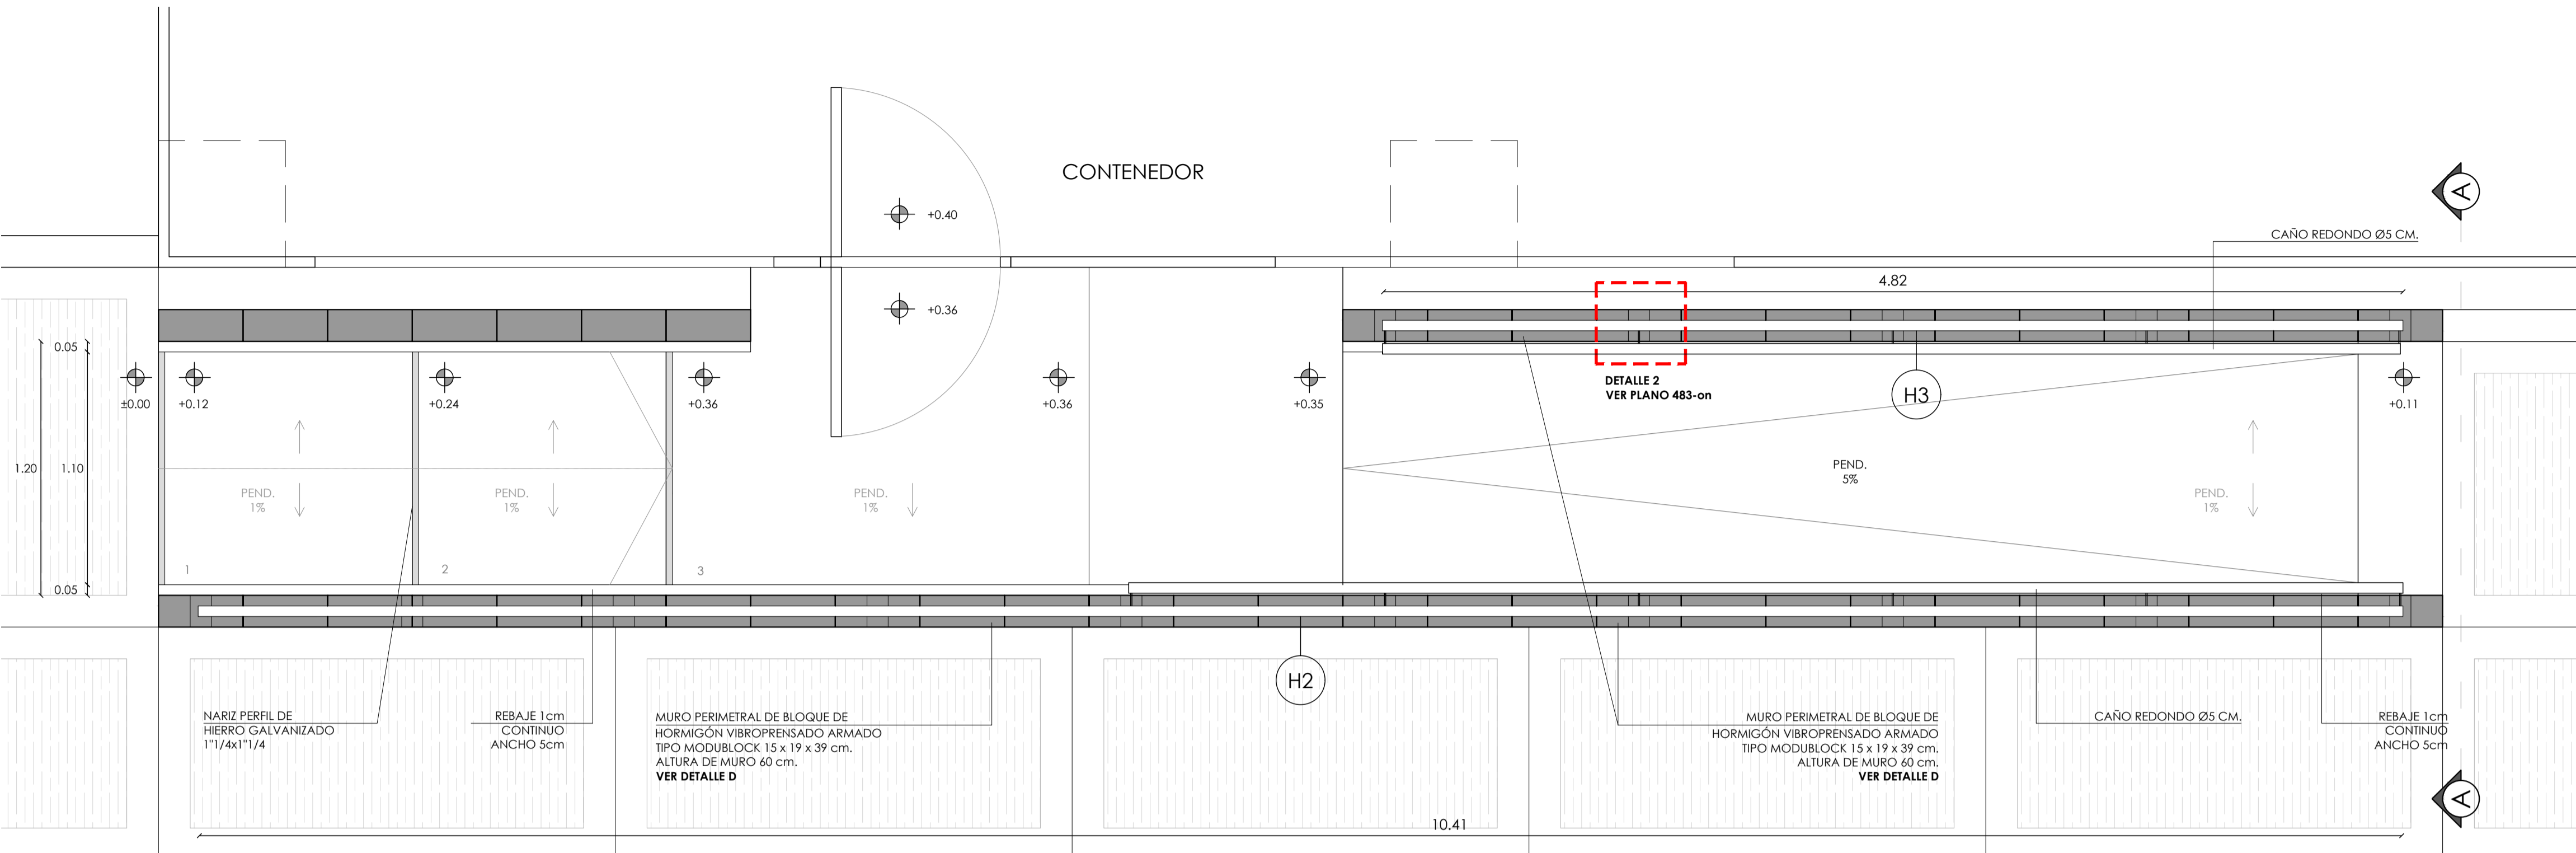 CONTENEDOR
A
+0.40
CAÑO REDONDO Ø5 CM.
4.82
+0.36
0.05
±0.00
+0.12
+0.24
+0.36
+0.36
+0.35
DETALLE 2
VER PLANO 483-on
H3
+0.11
1.20
1.10
PEND.
1%
PEND.
1%
PEND.
1%
PEND.
5%
PEND.
1%
0.05
1
2
3
H2
NARIZ PERFIL DE
HIERRO GALVANIZADO
1"1/4x1"1/4
REBAJE 1cm
CONTINUO
ANCHO 5cm
MURO PERIMETRAL DE BLOQUE DE
HORMIGÓN VIBROPRENSADO ARMADO
TIPO MODUBLOCK 15 x 19 x 39 cm.
ALTURA DE MURO 60 cm.
VER DETALLE D
MURO PERIMETRAL DE BLOQUE DE
HORMIGÓN VIBROPRENSADO ARMADO
TIPO MODUBLOCK 15 x 19 x 39 cm.
ALTURA DE MURO 60 cm.
VER DETALLE D
CAÑO REDONDO Ø5 CM.
REBAJE 1cm
CONTINUO
ANCHO 5cm
A
10.41